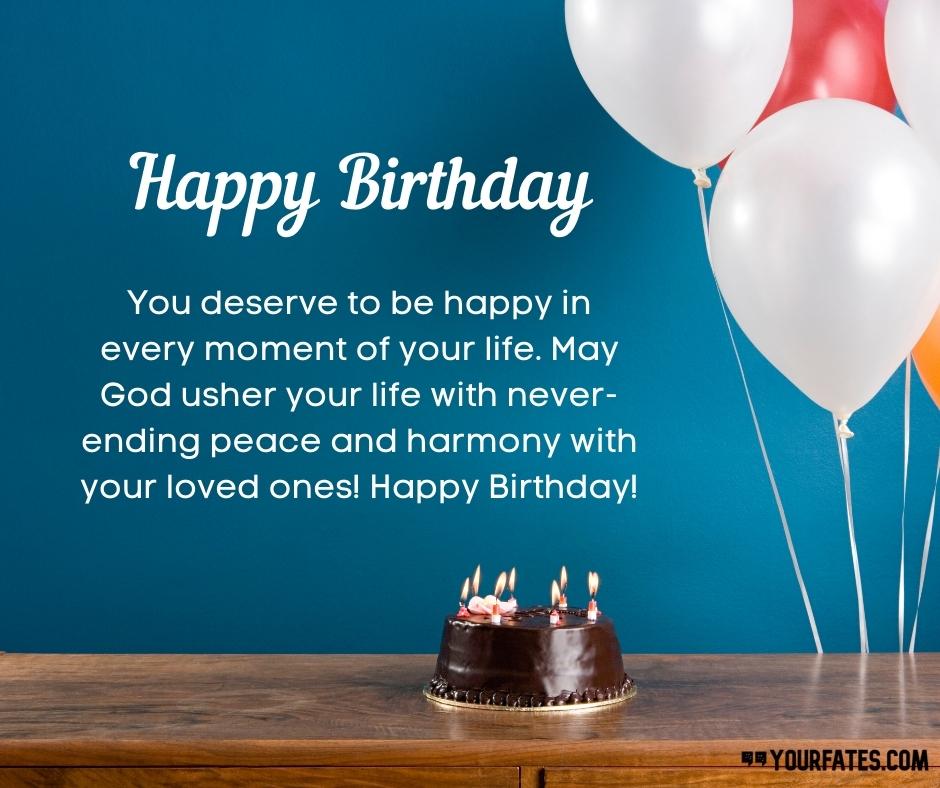 Happy Birthday
You deserve to be happy in
every moment of your life. May
God usher your life with never-
ending peace and harmony with
your loved ones! Happy Birthday!
YOURFATES.COM